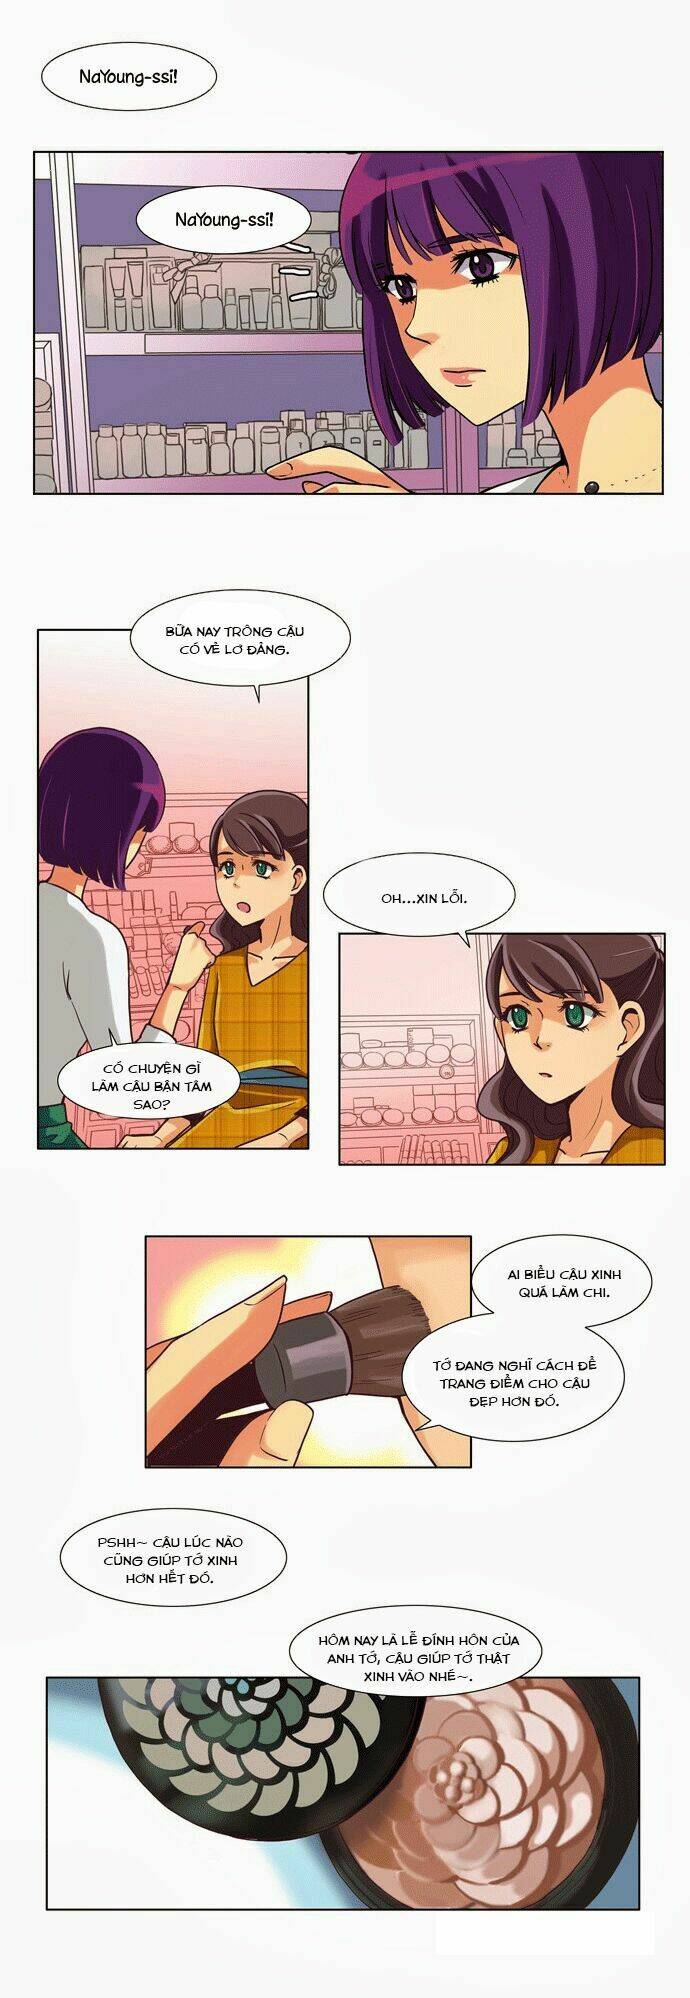 NaYoung-ssi!
NaYoung-ssi!
BỮA NAY TRÔNG CẬU
CÓ VẺ LƠ ĐẢNG.
CÓ CHUYỆN GÌ
LÀM CẬU BẬN TÂM
SAO?
OH...XIN LỖI.
AI BIỂU CẬU XINH
QUÁ LÀM CHI.
TỚ ĐANG NGHĨ CÁCH ĐỂ
TRANG ĐIỂM CHO CẬU
ĐẸP HƠN ĐÓ.
PSHH~ CẬU LÚC NÀO
CŨNG GIÚP TỚ XINH
HƠN HẾT ĐÓ.
HÔM NAY LÀ LỄ ĐÍNH HÔN CỦA
ANH TỚ, CẬU GIÚP TỚ THẬT
XINH VÀO NHÉ~.